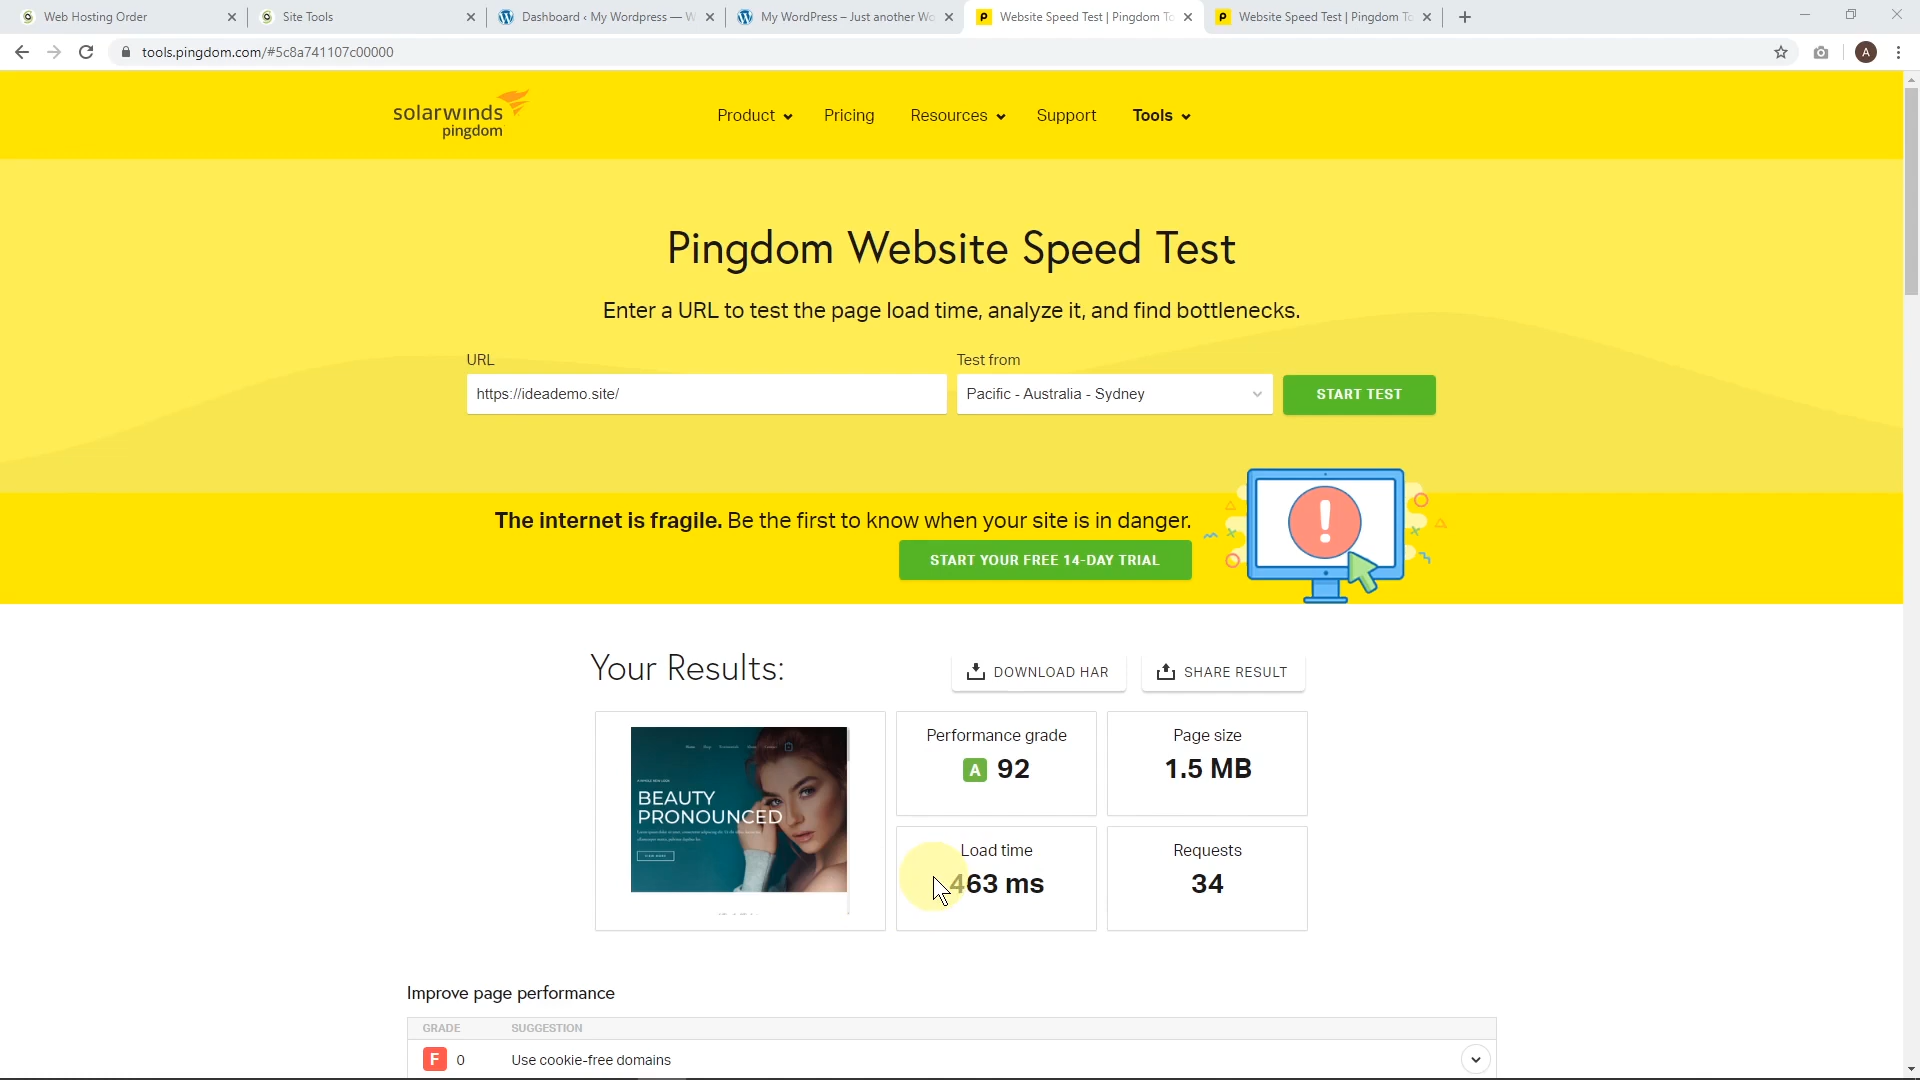 Web Hosting Order
Site Tools
Dashboard ‹ My Wordpress — W
My WordPress – Just another Wo
Website Speed Test | Pingdom To
Website Speed Test | Pingdom To
tools.pingdom.com/#5c8a741107c00000
A
solarwinds
pingdom
Product
Pricing
Resources
Support
Tools
Pingdom Website Speed Test
Enter a URL to test the page load time, analyze it, and find bottlenecks.
URL
Test from
https://ideademo.site/
Pacific - Australia - Sydney
START TEST
The internet is fragile. Be the first to know when your site is in danger.
START YOUR FREE 14-DAY TRIAL
Your Results:
DOWNLOAD HAR
SHARE RESULT
BEAUTY
PRONOUNCED
Performance grade
A 92
Page size
1.5 MB
Load time
463 ms
Requests
34
Improve page performance
GRADE SUGGESTION
F 0 Use cookie-free domains